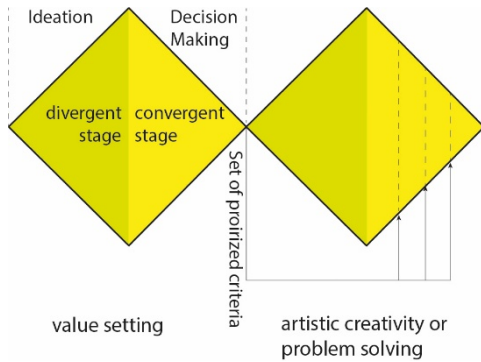 Ideation
Decision
Making
divergent
stage
convergent
stage
Set of proirized criteria
value setting
artistic creativity or
problem solving